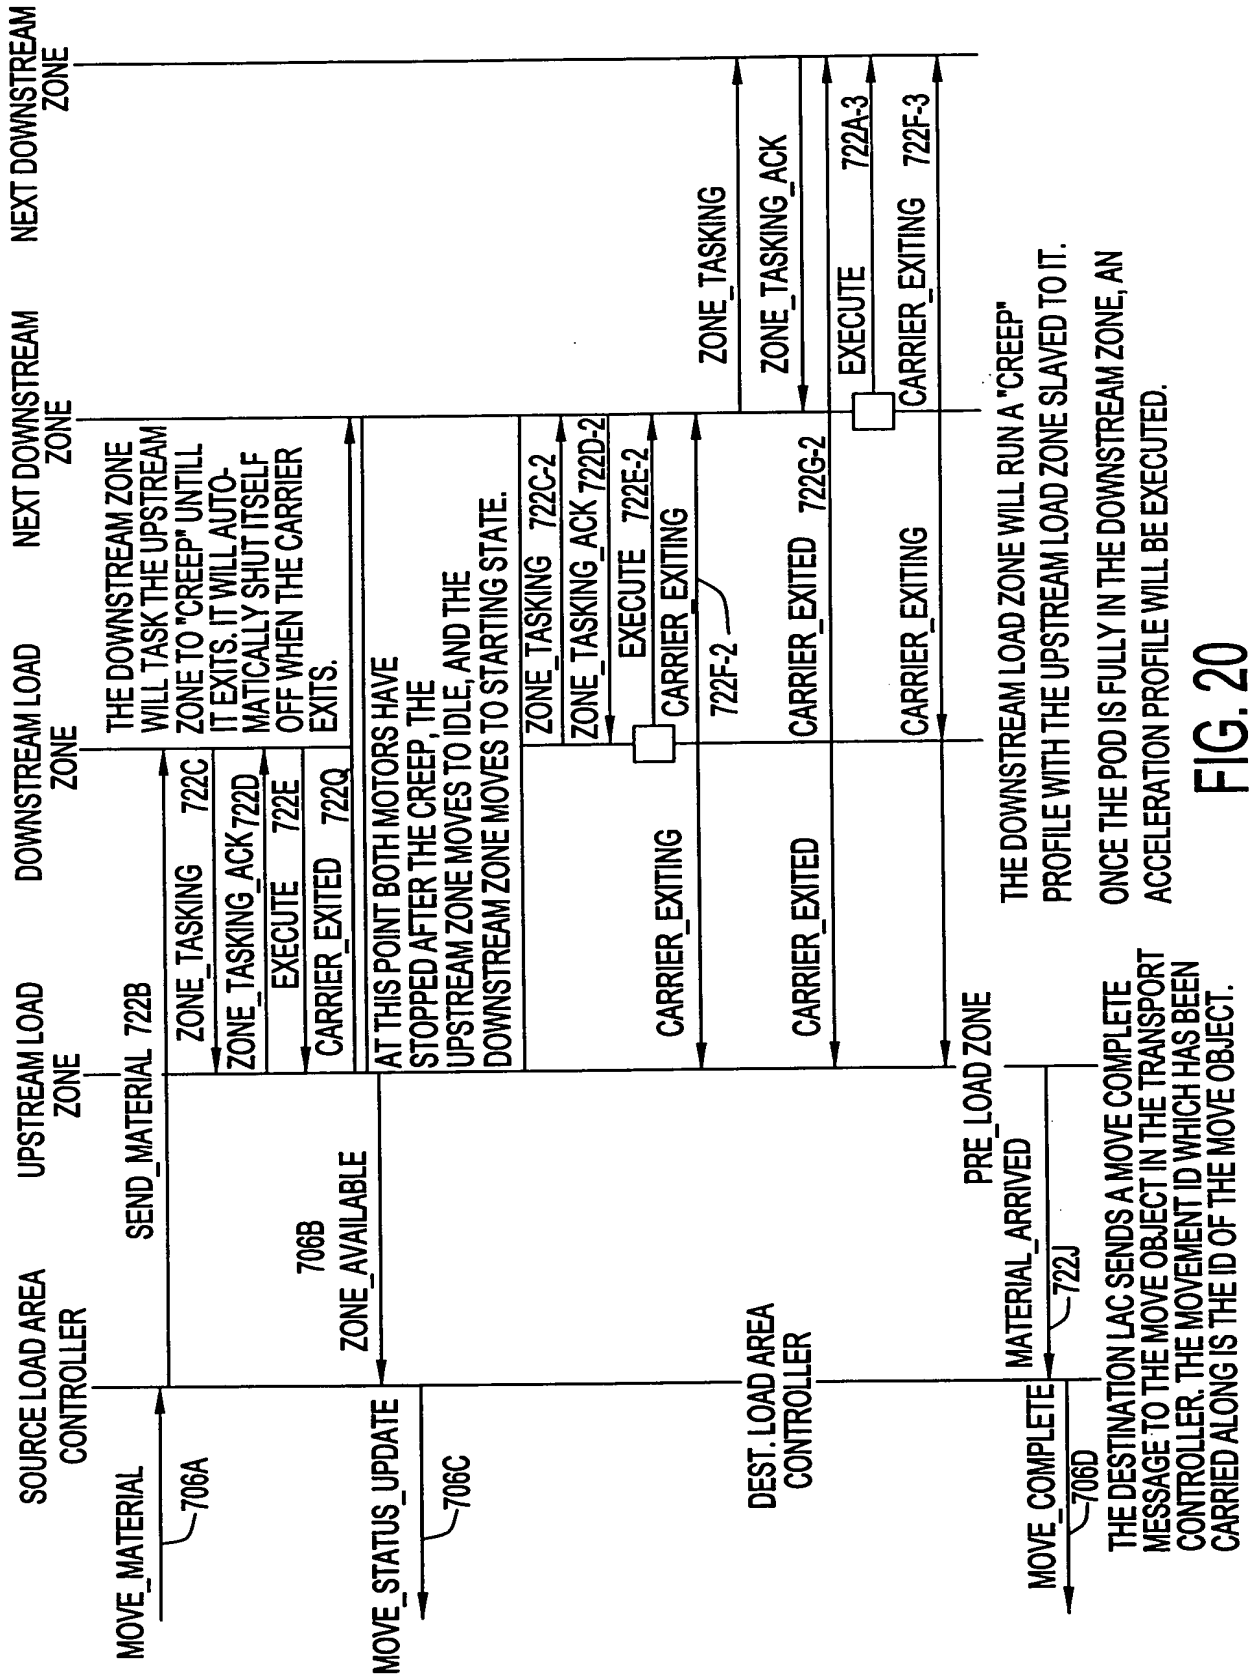 SOURCE LOAD AREA
CONTROLLER
UPSTREAM LOAD
ZONE
DOWNSTREAM LOAD
ZONE
NEXT DOWNSTREAM
ZONE
NEXT DOWNSTREAM
ZONE
MOVE_MATERIAL
706A
SEND_MATERIAL 722B
ZONE_TASKING 722C
ZONE_TASKING_ACK 722D
EXECUTE 722E
CARRIER_EXITED 722Q
THE DOWNSTREAM ZONE
WILL TASK THE UPSTREAM
ZONE TO "CREEP" UNTILL
IT EXITS. IT WILL AUTO-
MATICALLY SHUT ITSELF
OFF WHEN THE CARRIER
EXITS.
706B
ZONE_AVAILABLE
MOVE_STATUS_UPDATE
706C
AT THIS POINT BOTH MOTORS HAVE
STOPPED AFTER THE CREEP, THE
UPSTREAM ZONE MOVES TO IDLE, AND THE
DOWNSTREAM ZONE MOVES TO STARTING STATE.
ZONE_TASKING 722C-2
ZONE_TASKING_ACK 722D-2
EXECUTE 722E-2
CARRIER_EXITING
CARRIER_EXITING
722F-2
ZONE_TASKING
ZONE_TASKING_ACK
CARRIER_EXITED
CARRIER_EXITED 722G-2
EXECUTE 722A-3
CARRIER_EXITING
CARRIER_EXITING 722F-3
DEST. LOAD AREA
CONTROLLER
PRE_LOAD ZONE
MATERIAL_ARRIVED
722J
MOVE_COMPLETE
706D
THE DESTINATION LAC SENDS A MOVE COMPLETE
MESSAGE TO THE MOVE OBJECT IN THE TRANSPORT
CONTROLLER. THE MOVEMENT ID WHICH HAS BEEN
CARRIED ALONG IS THE ID OF THE MOVE OBJECT.
THE DOWNSTREAM LOAD ZONE WILL RUN A "CREEP"
PROFILE WITH THE UPSTREAM LOAD ZONE SLAVED TO IT.
ONCE THE POD IS FULLY IN THE DOWNSTREAM ZONE, AN
ACCELERATION PROFILE WILL BE EXECUTED.
FIG. 20